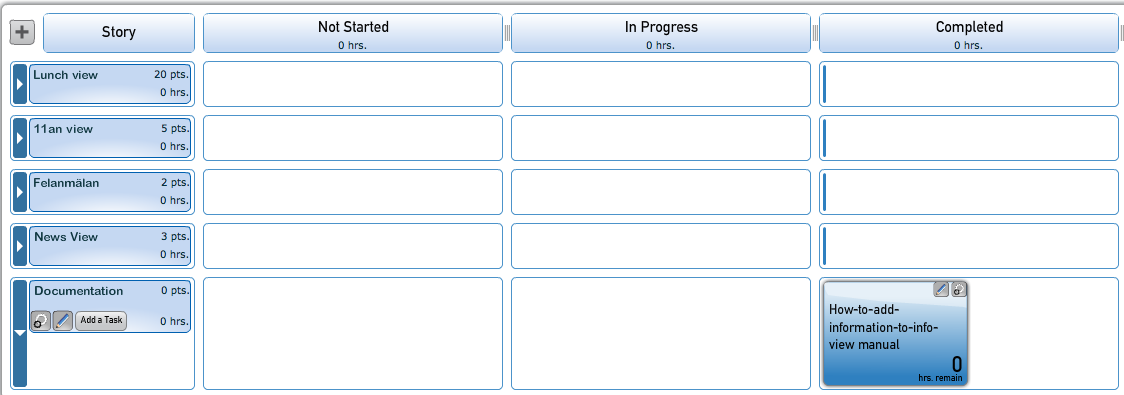 Story
Not Started
0 hrs.
In Progress
0 hrs.
Completed
0 hrs.
Lunch view 20 pts.
0 hrs.
11an view 5 pts.
0 hrs.
Felanmälan 2 pts.
0 hrs.
News View 3 pts.
0 hrs.
Documentation 0 pts.
Add a Task 0 hrs.
How-to-add-
information-to-info-
view manual
0
hrs. remain